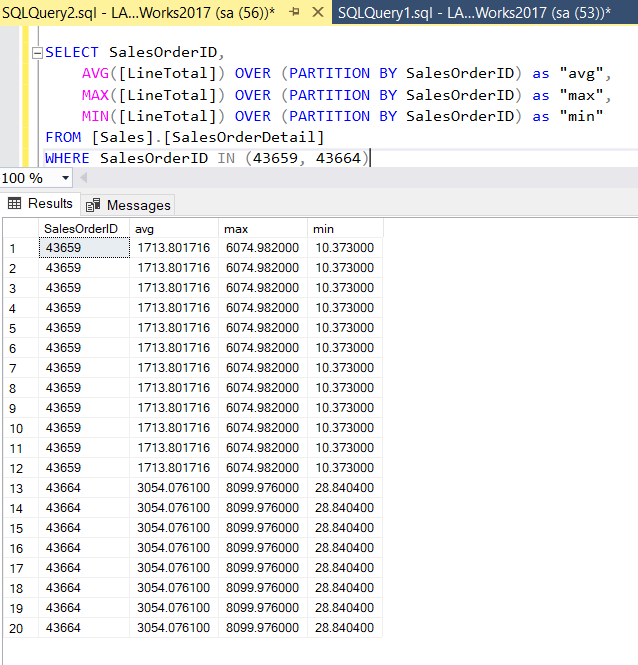 SQLQuery2.sql - LA...Works2017 (sa (56))* SQLQuery1.sql - LA...Works2017 (sa (53))*
SELECT SalesOrderID,
AVG([LineTotal]) OVER (PARTITION BY SalesOrderID) as "avg",
MAX([LineTotal]) OVER (PARTITION BY SalesOrderID) as "max",
MIN([LineTotal]) OVER (PARTITION BY SalesOrderID) as "min"
FROM [Sales].[SalesOrderDetail]
WHERE SalesOrderID IN (43659, 43664)
100 %
Results Messages
SalesOrderID avg max min
1 43659 1713.801716 6074.982000 10.373000
2 43659 1713.801716 6074.982000 10.373000
3 43659 1713.801716 6074.982000 10.373000
4 43659 1713.801716 6074.982000 10.373000
5 43659 1713.801716 6074.982000 10.373000
6 43659 1713.801716 6074.982000 10.373000
7 43659 1713.801716 6074.982000 10.373000
8 43659 1713.801716 6074.982000 10.373000
9 43659 1713.801716 6074.982000 10.373000
10 43659 1713.801716 6074.982000 10.373000
11 43659 1713.801716 6074.982000 10.373000
12 43659 1713.801716 6074.982000 10.373000
13 43664 3054.076100 8099.976000 28.840400
14 43664 3054.076100 8099.976000 28.840400
15 43664 3054.076100 8099.976000 28.840400
16 43664 3054.076100 8099.976000 28.840400
17 43664 3054.076100 8099.976000 28.840400
18 43664 3054.076100 8099.976000 28.840400
19 43664 3054.076100 8099.976000 28.840400
20 43664 3054.076100 8099.976000 28.840400